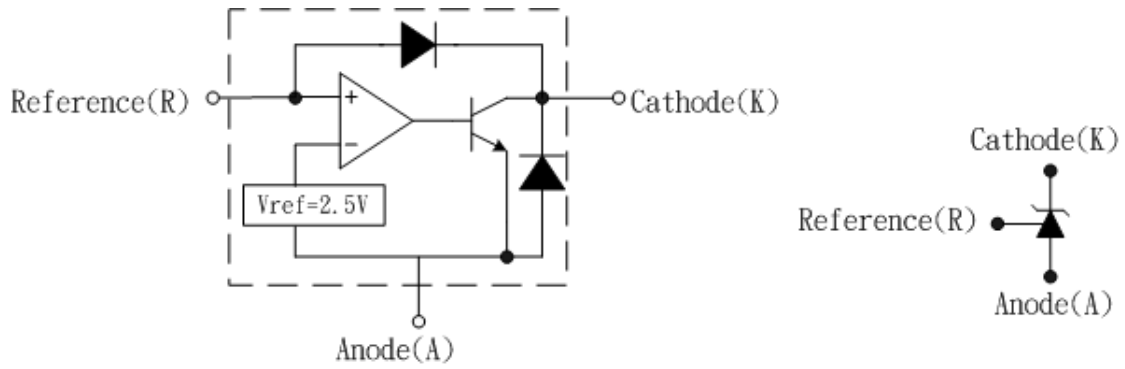 Reference(R)
+
−
Cathode(K)
Vref=2.5V
Anode(A)
Cathode(K)
Reference(R)
Anode(A)